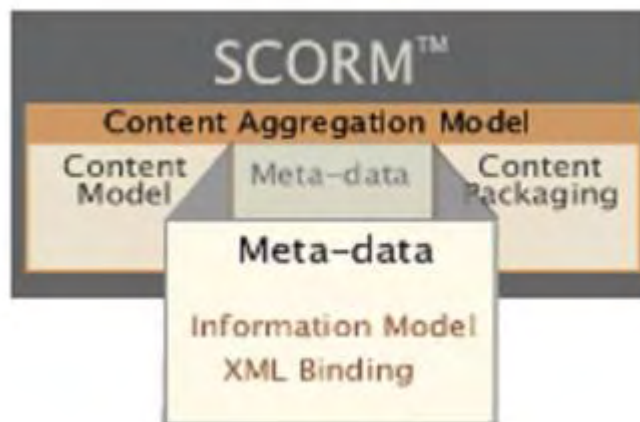 SCORM™
Content Aggregation Model
Content
Model
Meta-data
Content
Packaging
Meta-data
Information Model
XML Binding